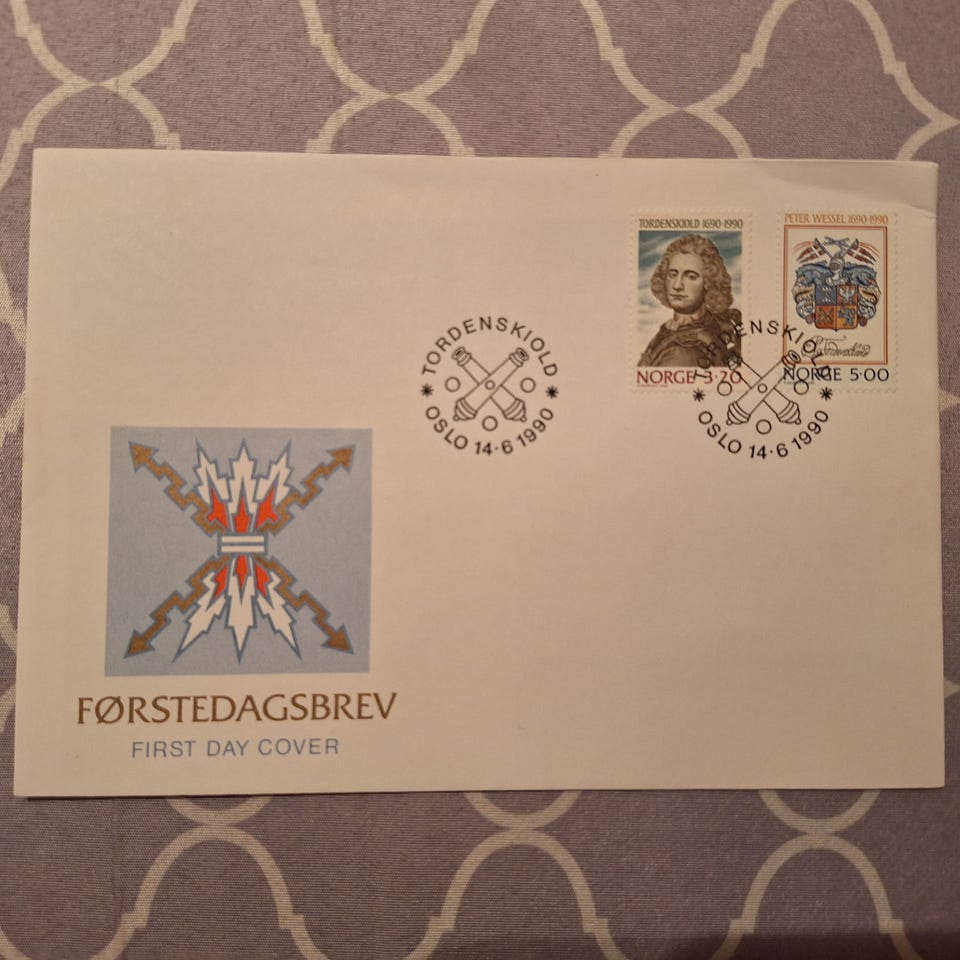 TORDENSKIOLD 1690-1990
NORGE 3·20
PETER WESSEL 1690-1990
NORGE 5·00
TORDENSKIOLD
OSLO 14·6 1990
TORDENSKIOLD
OSLO 14·6 1990
FØRSTEDAGSBREV
FIRST DAY COVER